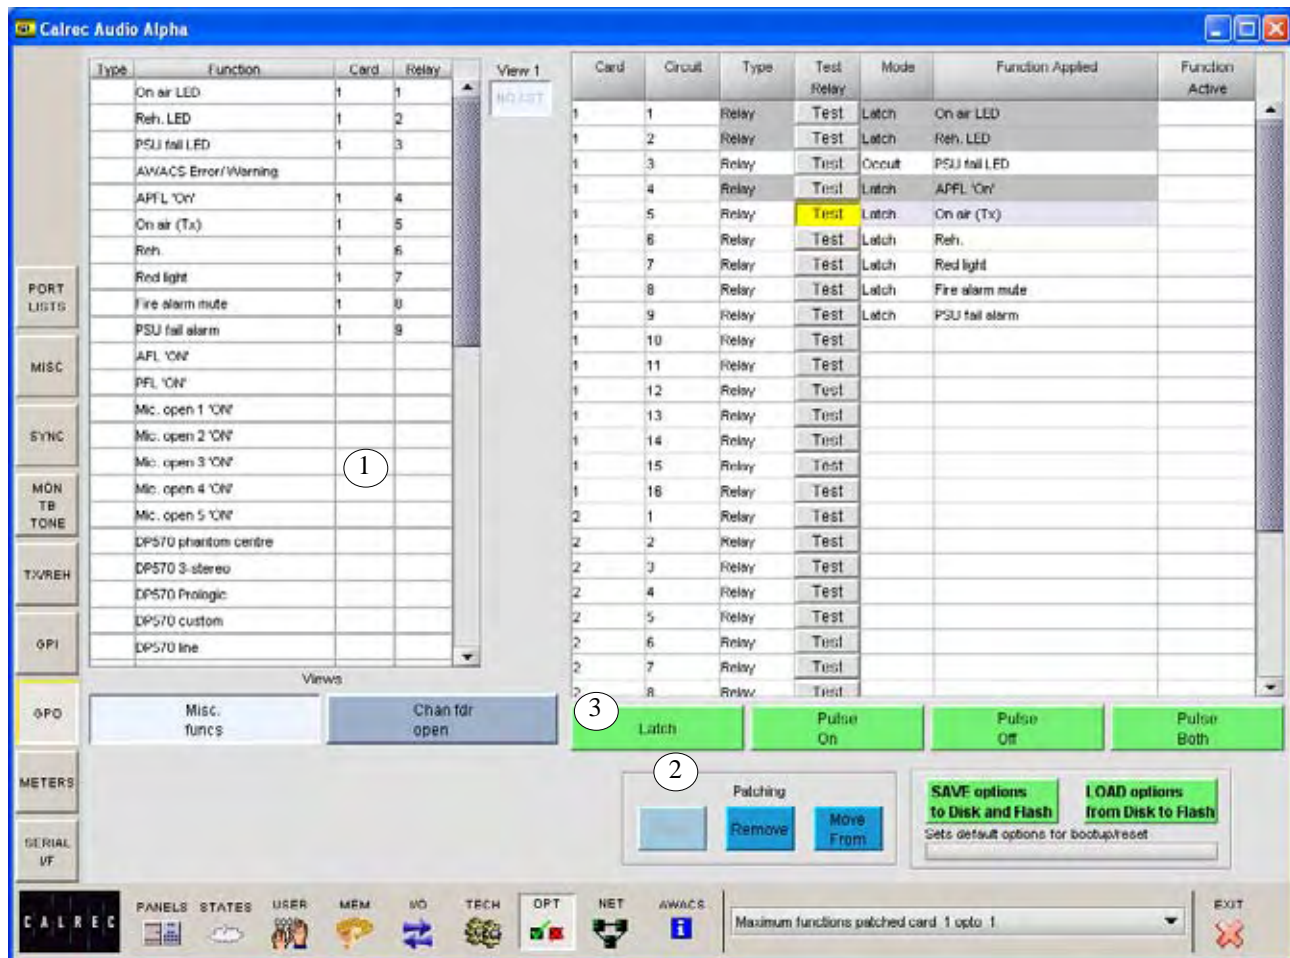 Calrec Audio Alpha
Type Function Card Relay
On air LED 1 1
Reh. LED 1 2
PSU fail LED 1 3
AWACS Error/Warning
APFL 'On' 1 4
On air (Tx) 1 5
Reh. 1 6
Red light 1 7
Fire alarm mute 1 8
PSU fail alarm 1 9
AFL 'ON'
PFL 'ON'
Mic. open 1 'ON'
Mic. open 2 'ON'
Mic. open 3 'ON'
Mic. open 4 'ON'
Mic. open 5 'ON'
DP570 phantom centre
DP570 3-stereo
DP570 Prologic
DP570 custom
DP570 line
1
View 1
Views
Misc.
funcs
Chan fdr
open
Card Circuit Type Test Relay Mode Function Applied Function Active
1 1 Relay Test Latch On air LED
1 2 Relay Test Latch Reh. LED
1 3 Relay Test Occult PSU fail LED
1 4 Relay Test Latch APFL 'On'
1 5 Relay Test Latch On air (Tx)
1 6 Relay Test Latch Reh.
1 7 Relay Test Latch Red light
1 8 Relay Test Latch Fire alarm mute
1 9 Relay Test Latch PSU fail alarm
1 10 Relay Test
1 11 Relay Test
1 12 Relay Test
1 13 Relay Test
1 14 Relay Test
1 15 Relay Test
1 16 Relay Test
2 1 Relay Test
2 2 Relay Test
2 3 Relay Test
2 4 Relay Test
2 5 Relay Test
2 6 Relay Test
2 7 Relay Test
2 8 Relay Test
3
Latch
Pulse
On
Pulse
Off
Pulse
Both
2
Patching
Remove
Move
From
SAVE options
to Disk and Flash
LOAD options
from Disk to Flash
Sets default options for bootup/reset
PORT
LISTS
MISC
SYNC
MON
TB
TONE
TX/REH
GPI
GPO
METERS
SERIAL
I/F
CALREC
PANELS STATES USER MEM I/O TECH OPT NET AWACS
Maximum functions patched card 1 opto 1
EXIT